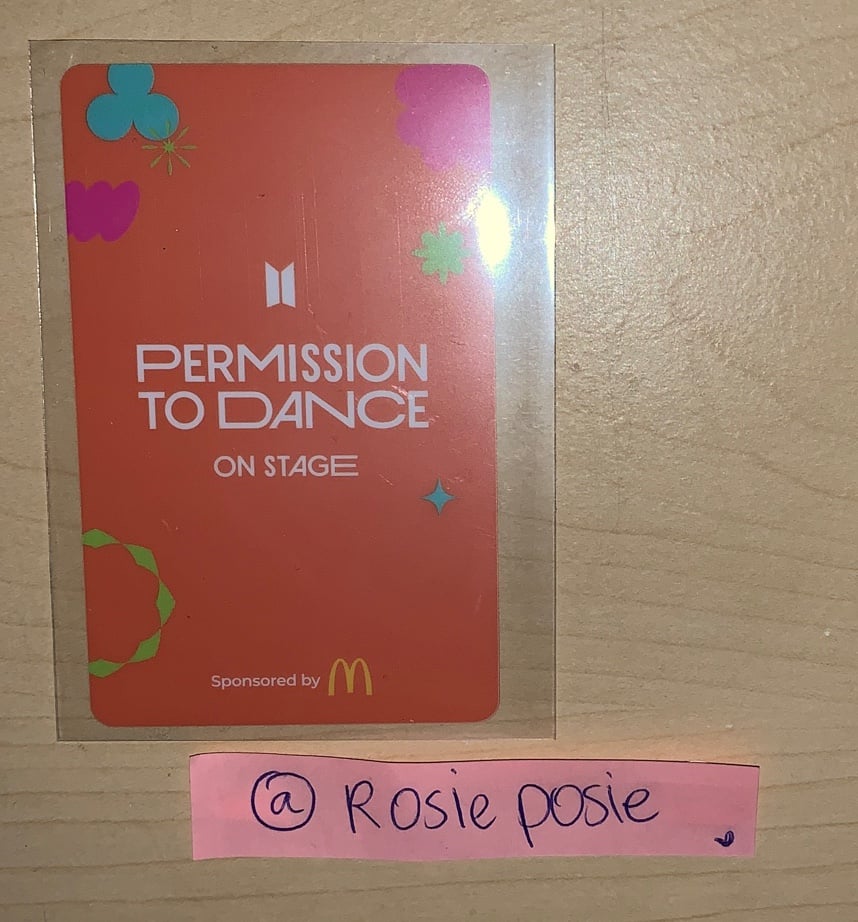 PERMISSION
TO DANCE
ON STAGE
Sponsored by
@ Rosie posie